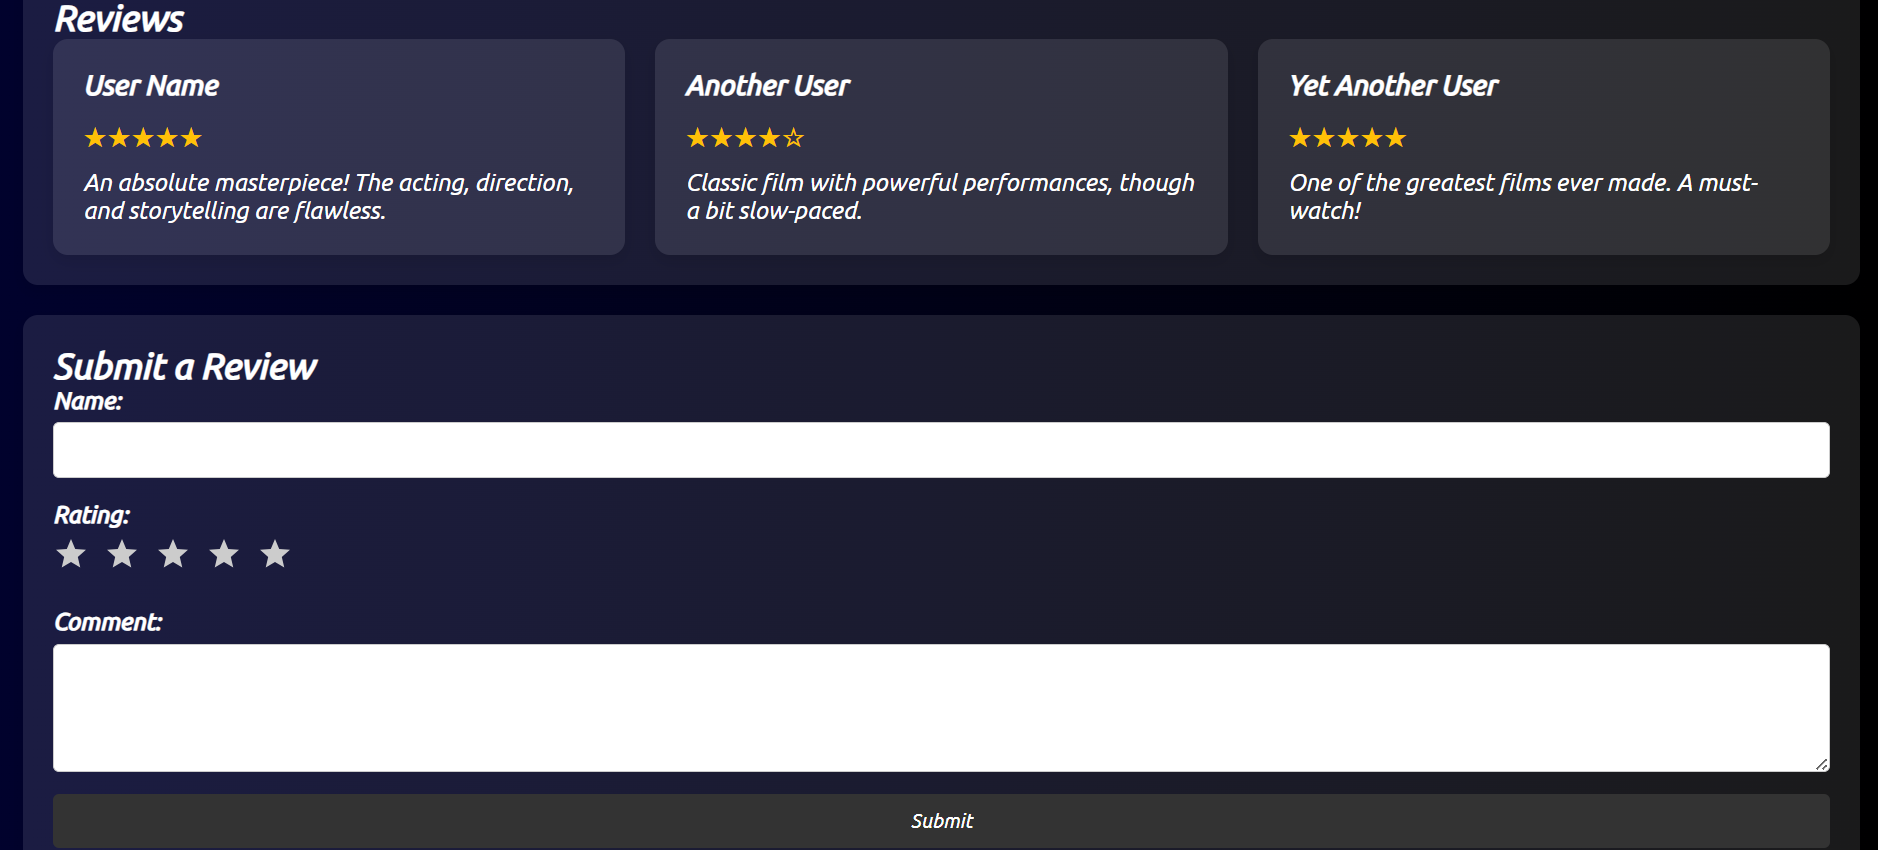 Reviews
User Name
★★★★★
An absolute masterpiece! The acting, direction,
and storytelling are flawless.
Another User
★★★★☆
Classic film with powerful performances, though
a bit slow-paced.
Yet Another User
★★★★★
One of the greatest films ever made. A must-
watch!
Submit a Review
Name:
Rating:
★ ★ ★ ★ ★
Comment:
Submit